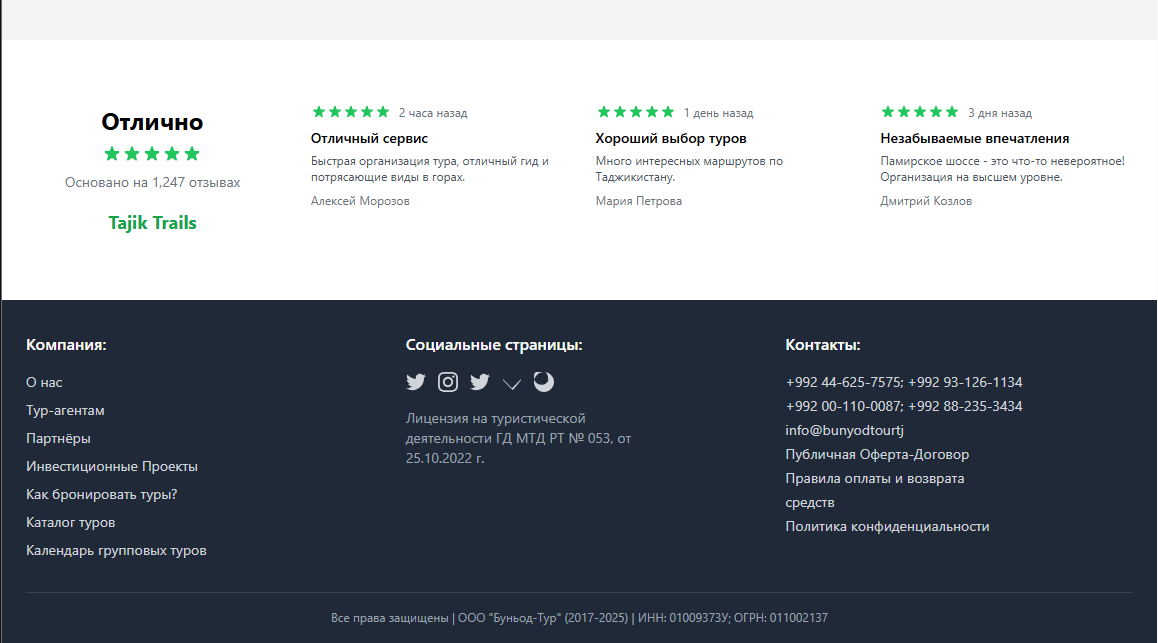 Отлично
Основано на 1,247 отзывах
Tajik Trails
2 часа назад
Отличный сервис
Быстрая организация тура, отличный гид и
потрясающие виды в горах.
Алексей Морозов
1 день назад
Хороший выбор туров
Много интересных маршрутов по
Таджикистану.
Мария Петрова
3 дня назад
Незабываемые впечатления
Памирское шоссе - это что-то невероятное!
Организация на высшем уровне.
Дмитрий Козлов
Компания:
О нас
Тур-агентам
Партнёры
Инвестиционные Проекты
Как бронировать туры?
Каталог туров
Календарь групповых туров
Социальные страницы:
Лицензия на туристической
деятельности ГД МТД РТ № 053, от
25.10.2022 г.
Контакты:
+992 44-625-7575; +992 93-126-1134
+992 00-110-0087; +992 88-235-3434
info@bunyodtourtj
Публичная Оферта-Договор
Правила оплаты и возврата
средств
Политика конфиденциальности
Все права защищены | ООО "Буньод-Тур" (2017-2025) | ИНН: 01009373У; ОГРН: 011002137